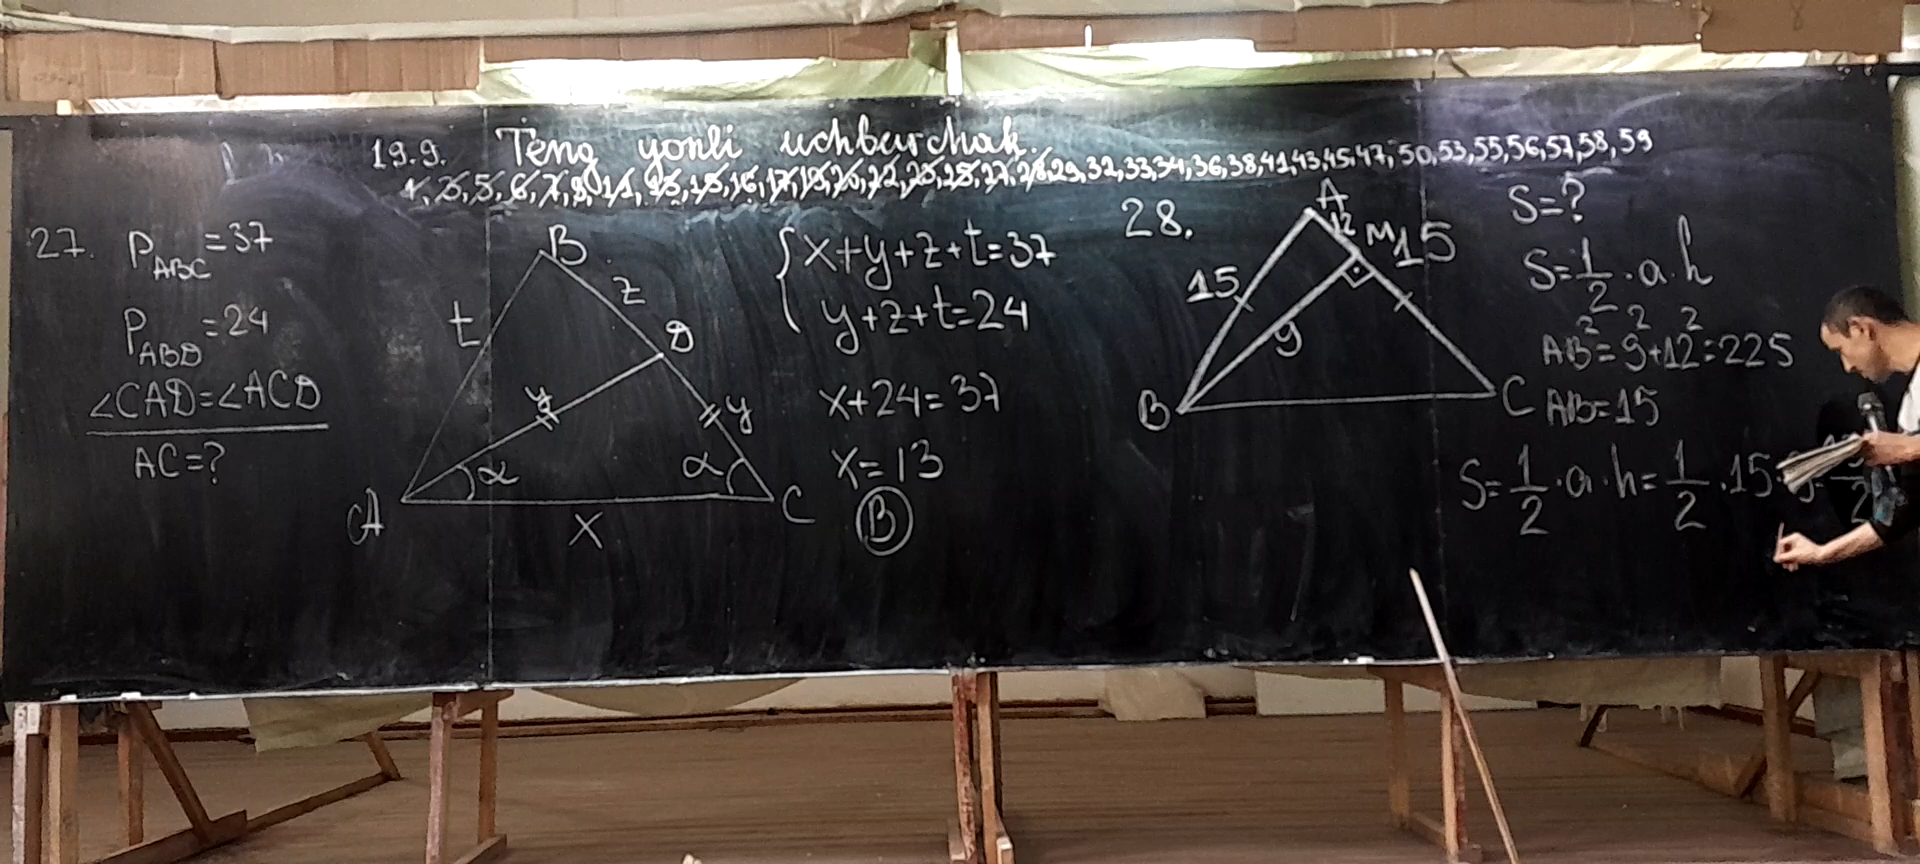 19.9. Teng yonli uchburchak.
1, 3, 5, 6, 7, 9, 11, 13, 15, 16, 17, 19, 20, 22, 23, 25, 27, 28, 29, 32, 33, 34, 36, 38, 41, 43, 45, 47, 50, 53, 55, 56, 57, 58, 59
27. P_ABC = 37
P_ABD = 24
∠CAD=∠ACD
AC=?
B
t
z
D
y
y
α
α
A
x
C
x+y+z+t=37
y+z+t=24
x+24=37
x=13
B
28.
A
12
M
15
15
9
B
C
S=?
S=1/2·a·h
AB²=9²+12²=225
AB=15
S=1/2·a·h=1/2·15